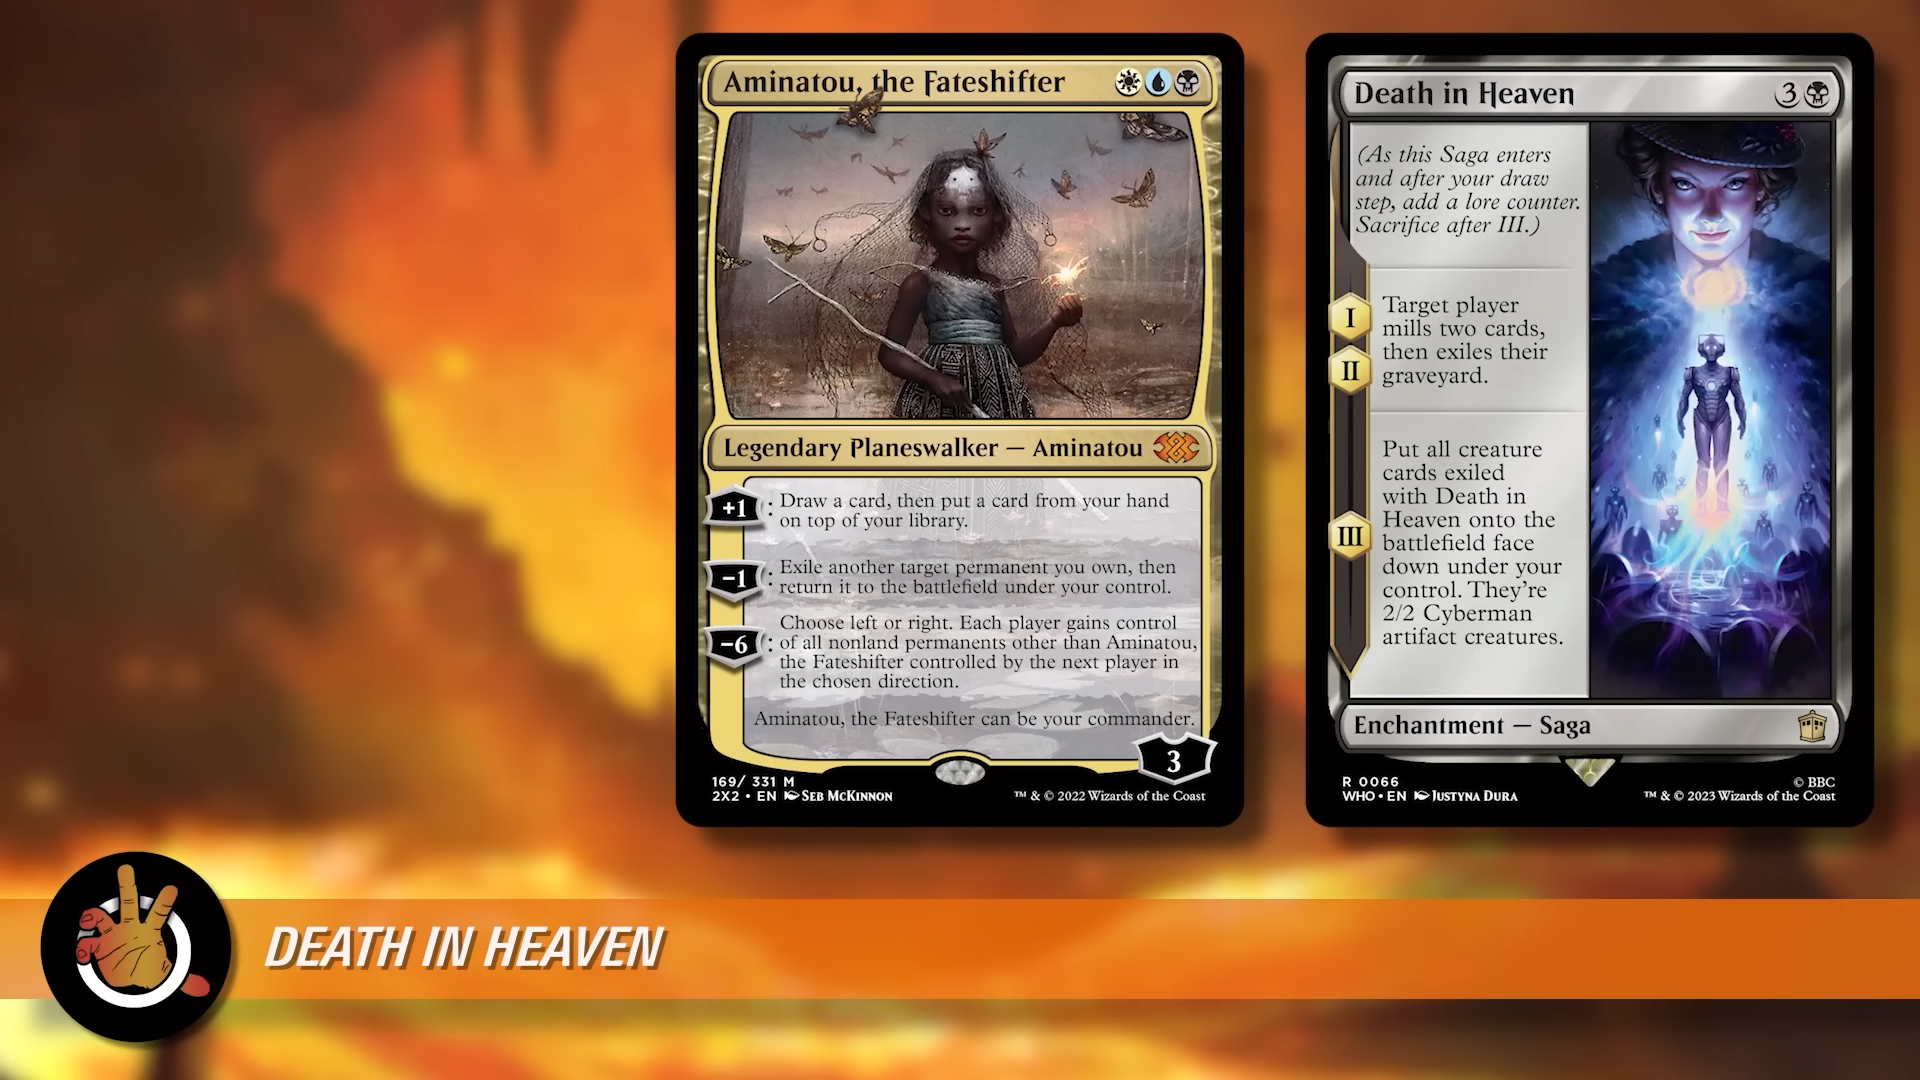 Aminatou, the Fateshifter
Legendary Planeswalker — Aminatou
+1: Draw a card, then put a card from your hand
on top of your library.
−1: Exile another target permanent you own, then
return it to the battlefield under your control.
−6: Choose left or right. Each player gains control
of all nonland permanents other than Aminatou,
the Fateshifter controlled by the next player in
the chosen direction.
Aminatou, the Fateshifter can be your commander.
3
169/ 331 M
2X2 • EN Seb McKinnon
™ & © 2022 Wizards of the Coast
Death in Heaven 3
(As this Saga enters
and after your draw
step, add a lore counter.
Sacrifice after III.)
I
II
Target player
mills two cards,
then exiles their
graveyard.
III
Put all creature
cards exiled
with Death in
Heaven onto the
battlefield face
down under your
control. They're
2/2 Cyberman
artifact creatures.
Enchantment — Saga
R 0066
WHO • EN Justyna Dura
© BBC
™ & © 2023 Wizards of the Coast
DEATH IN HEAVEN